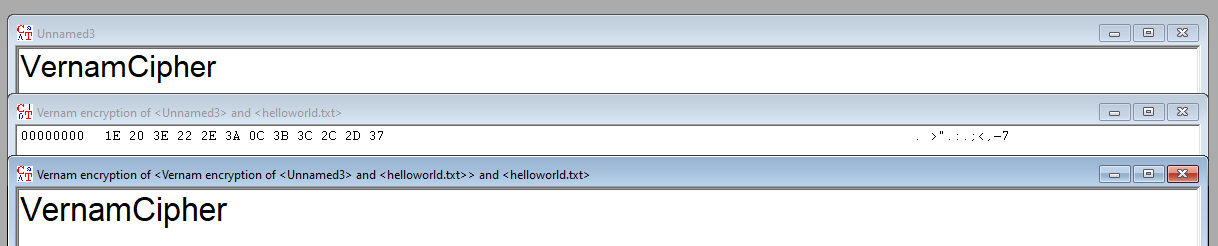 Unnamed3
VernamCipher
Vernam encryption of <Unnamed3> and <helloworld.txt>
00000000 1E 20 3E 22 2E 3A 0C 3B 3C 2C 2D 37 . >".:.;<,-7
Vernam encryption of <Vernam encryption of <Unnamed3> and <helloworld.txt>> and <helloworld.txt>
VernamCipher